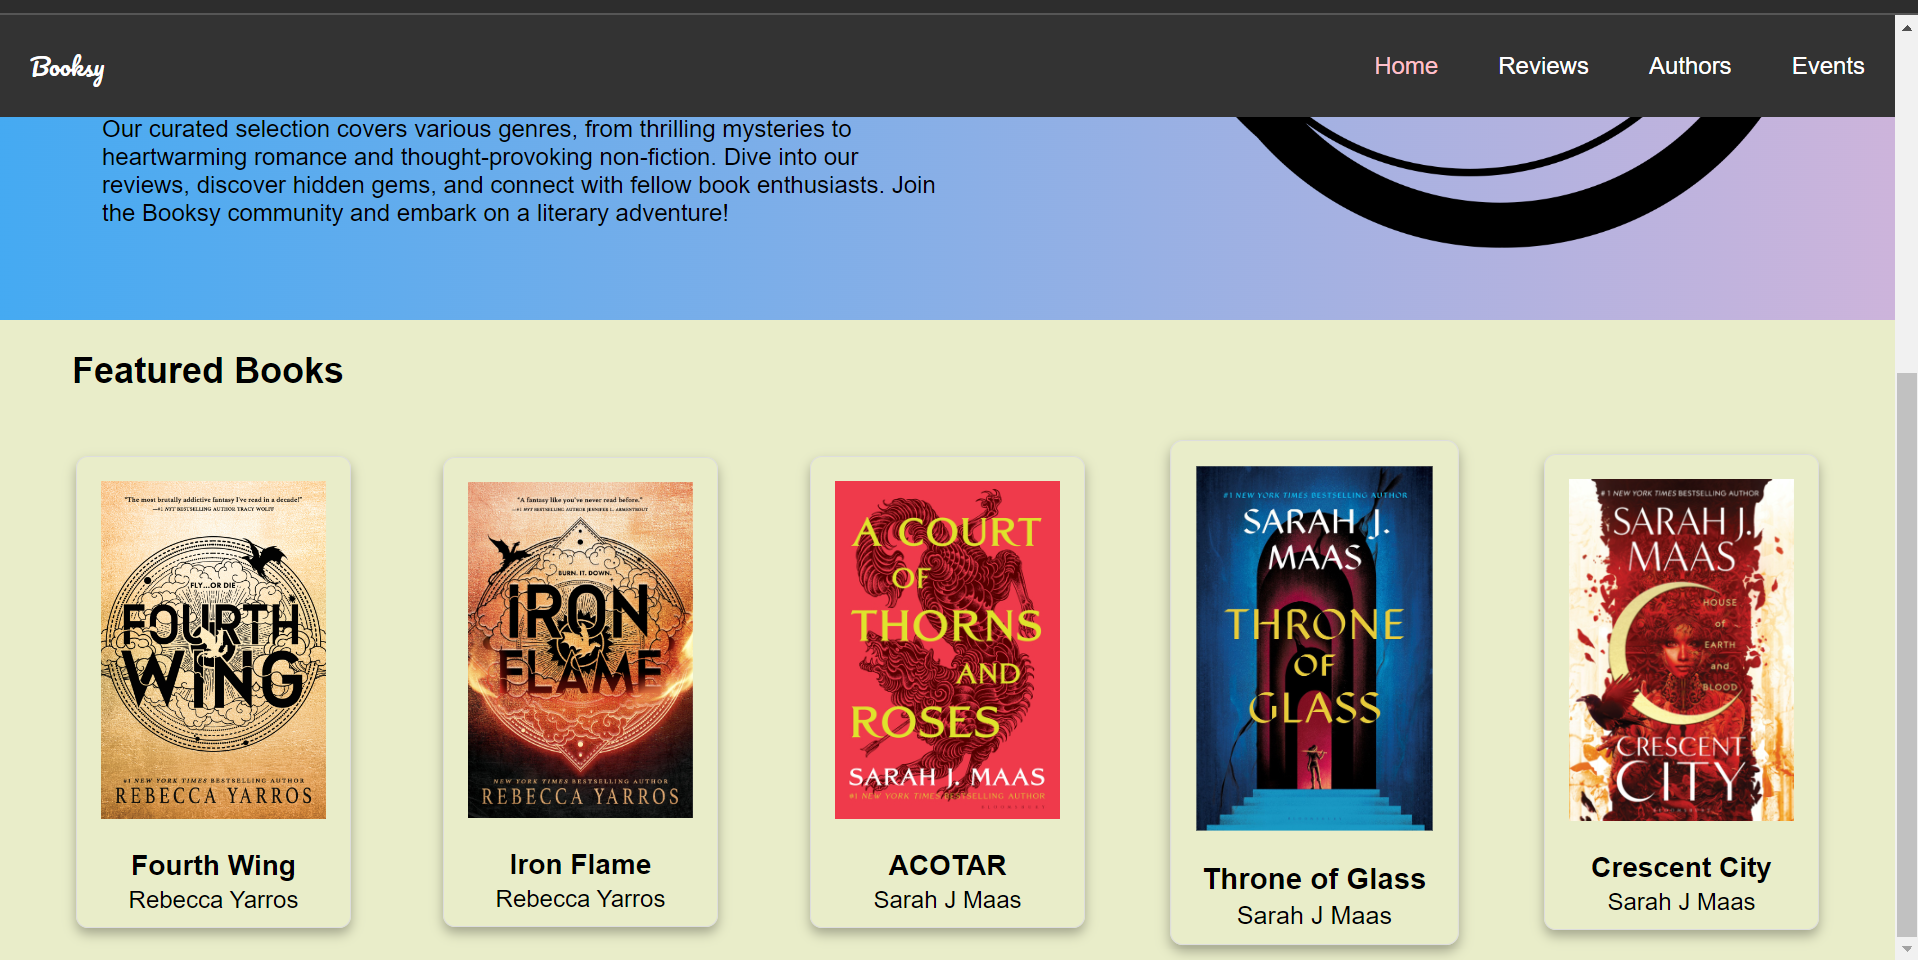 Booksy
Home
Reviews
Authors
Events
Our curated selection covers various genres, from thrilling mysteries to
heartwarming romance and thought-provoking non-fiction. Dive into our
reviews, discover hidden gems, and connect with fellow book enthusiasts. Join
the Booksy community and embark on a literary adventure!
Featured Books
"The most brutally addictive fantasy I've read in a decade!"
—#1 NYT BESTSELLING AUTHOR TRACY WOLFF
FLY...OR DIE
FOURTH
WING
#1 NEW YORK TIMES BESTSELLING AUTHOR
REBECCA YARROS
Fourth Wing
Rebecca Yarros
"A fantasy like you've never read before."
—#1 NYT BESTSELLING AUTHOR JENNIFER L. ARMENTROUT
BURN. IT. DOWN.
IRON
FLAME
NEW YORK TIMES BESTSELLING AUTHOR
REBECCA YARROS
Iron Flame
Rebecca Yarros
A COURT
OF
THORNS
AND
ROSES
SARAH J. MAAS
#1 NEW YORK TIMES BESTSELLING AUTHOR
BLOOMSBURY
ACOTAR
Sarah J Maas
#1 NEW YORK TIMES BESTSELLING AUTHOR
SARAH J.
MAAS
THRONE
OF
GLASS
Throne of Glass
Sarah J Maas
#1 NEW YORK TIMES BESTSELLING AUTHOR
SARAH J.
MAAS
HOUSE
of
EARTH
and
BLOOD
CRESCENT
CITY
Crescent City
Sarah J Maas